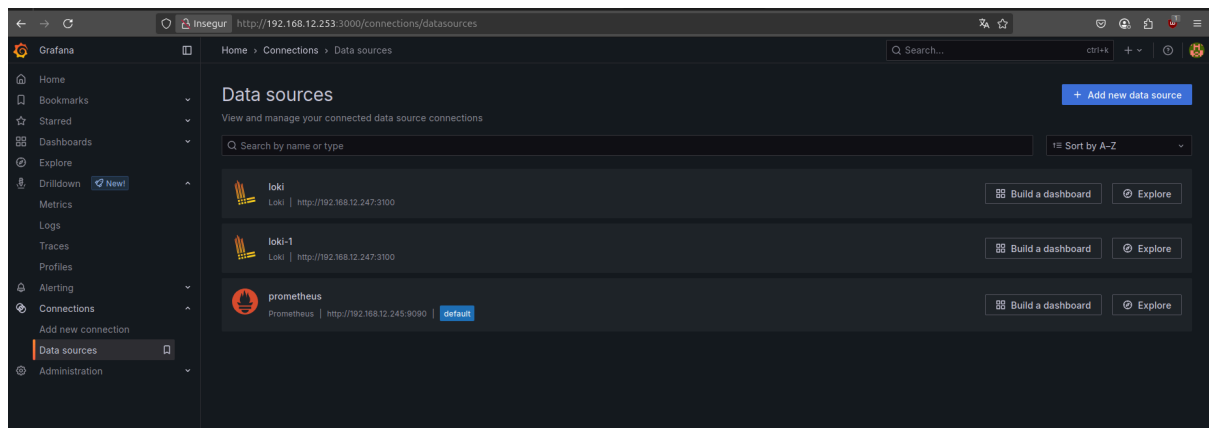 Insegur http://192.168.12.253:3000/connections/datasources
Grafana
Home › Connections › Data sources
Search...
ctrl+k
Home
Bookmarks
Starred
Dashboards
Explore
Drilldown New!
Metrics
Logs
Traces
Profiles
Alerting
Connections
Add new connection
Data sources
Administration
Data sources
+ Add new data source
View and manage your connected data source connections
Search by name or type
Sort by A–Z
loki
Loki | http://192.168.12.247:3100
Build a dashboard
Explore
loki-1
Loki | http://192.168.12.247:3100
Build a dashboard
Explore
prometheus
Prometheus | http://192.168.12.245:9090 | default
Build a dashboard
Explore